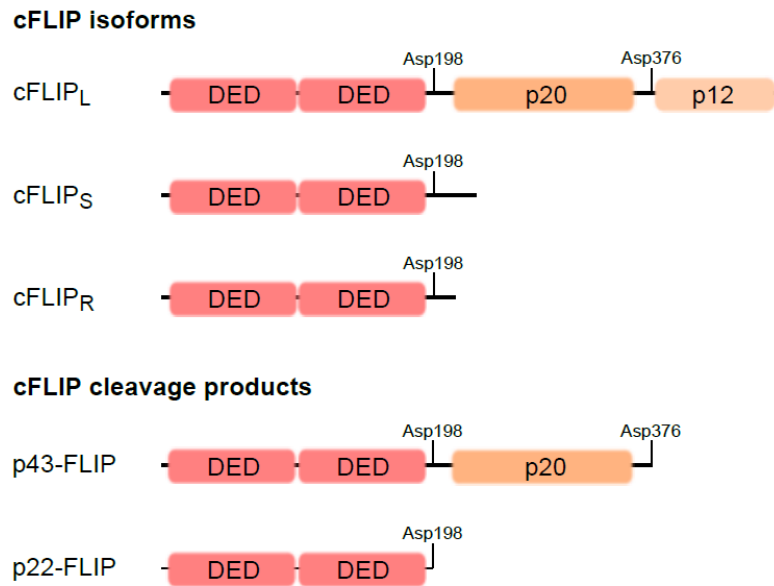 cFLIP isoforms
Asp198 Asp376
cFLIPL DED DED p20 p12
Asp198
cFLIPS DED DED
Asp198
cFLIPR DED DED
cFLIP cleavage products
Asp198 Asp376
p43-FLIP DED DED p20
Asp198
p22-FLIP DED DED